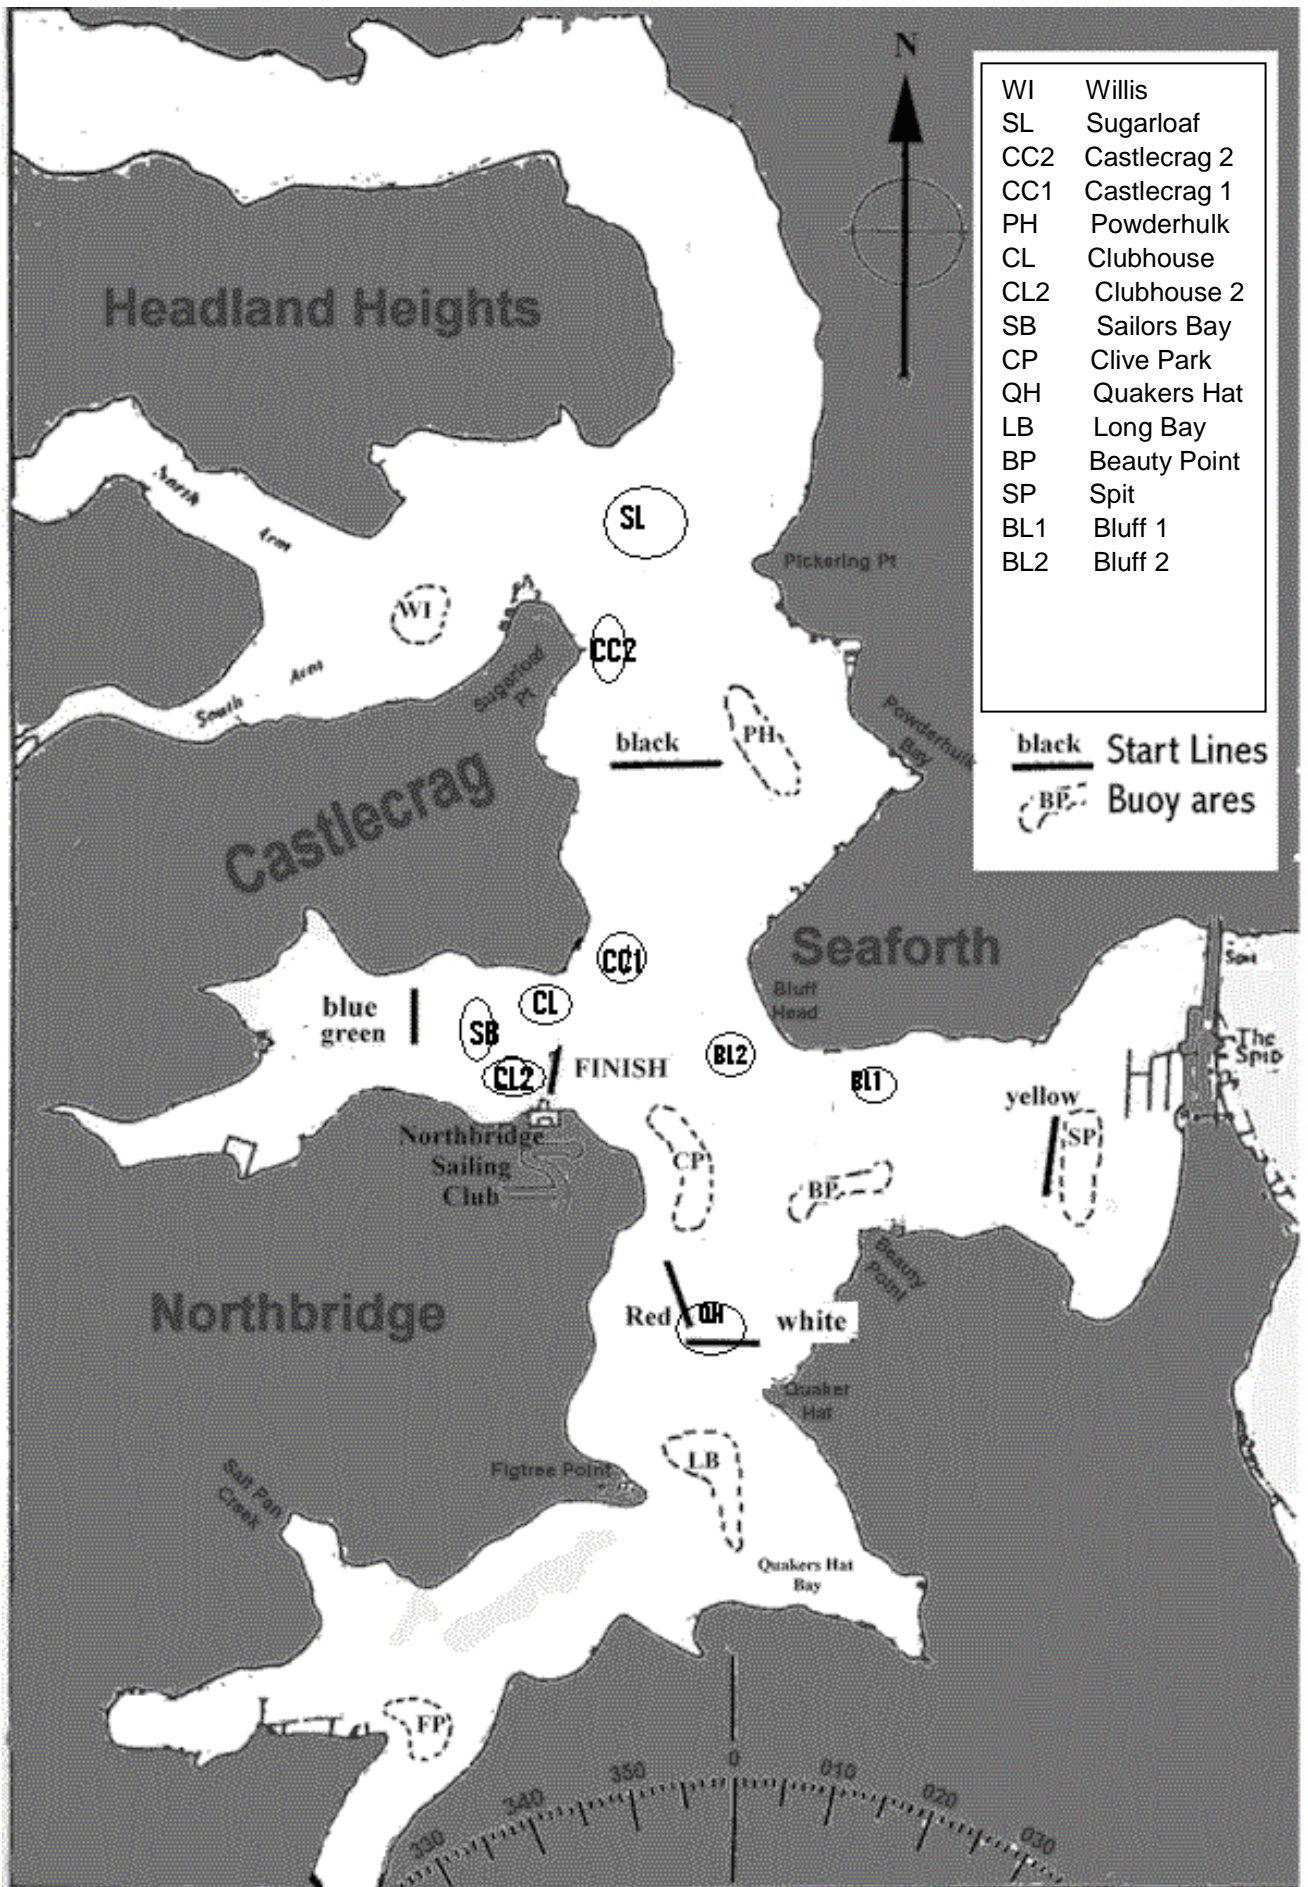 N
WI Willis
SL Sugarloaf
CC2 Castlecrag 2
CC1 Castlecrag 1
PH Powderhulk
CL Clubhouse
CL2 Clubhouse 2
SB Sailors Bay
CP Clive Park
QH Quakers Hat
LB Long Bay
BP Beauty Point
SP Spit
BL1 Bluff 1
BL2 Bluff 2
black Start Lines
BP Buoy ares
Headland Heights
North
Arm
SL
Pickering Pt
WI
CC2
Sugarloaf
Pt
South
Arm
Powderhulk
Bay
PH
black
Castlecrag
Seaforth
CC1
Bluff
Head
CL
blue
green
SB
FINISH
CL2
BL2
BL1
The
Spit
yellow
SP
Northbridge
Sailing
Club
CP
BP
Beauty
Point
Northbridge
Red
QH
white
Quaker
Hat
LB
Figtree Point
Salt Pan
Creek
Quakers Hat
Bay
FP
330
340
350
0
010
020
030